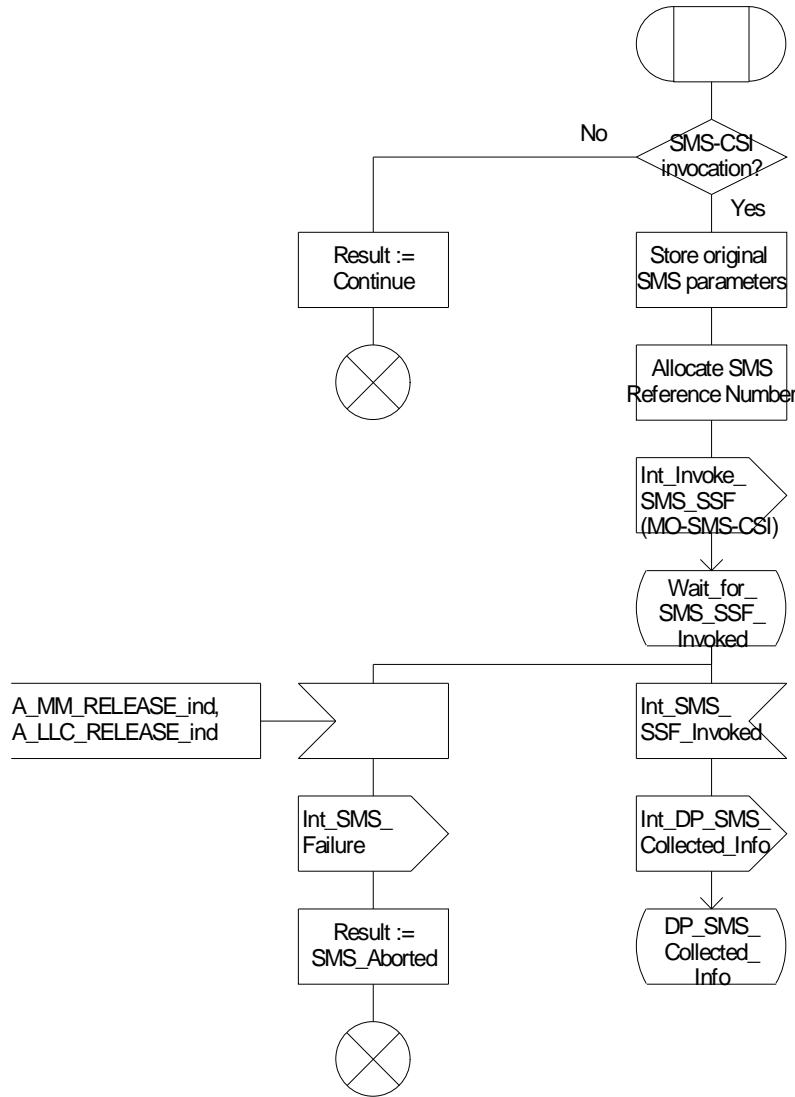 No
SMS-CSI
invocation?
Yes
Result :=
Continue
Store original
SMS parameters
Allocate SMS
Reference Number
Int_Invoke_
SMS_SSF
(MO-SMS-CSI)
Wait_for_
SMS_SSF_
Invoked
A_MM_RELEASE_ind,
A_LLC_RELEASE_ind
Int_SMS_
SSF_Invoked
Int_SMS_
Failure
Int_DP_SMS_
Collected_Info
Result :=
SMS_Aborted
DP_SMS_
Collected_
Info